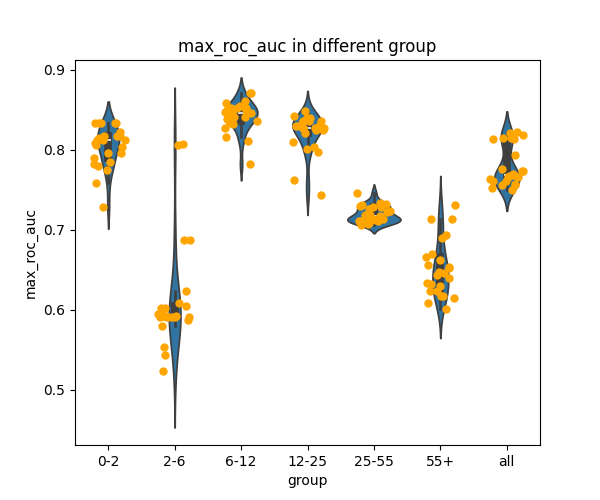 max_roc_auc in different group
max_roc_auc
0.9
0.8
0.7
0.6
0.5
0-2 2-6 6-12 12-25 25-55 55+ all
group